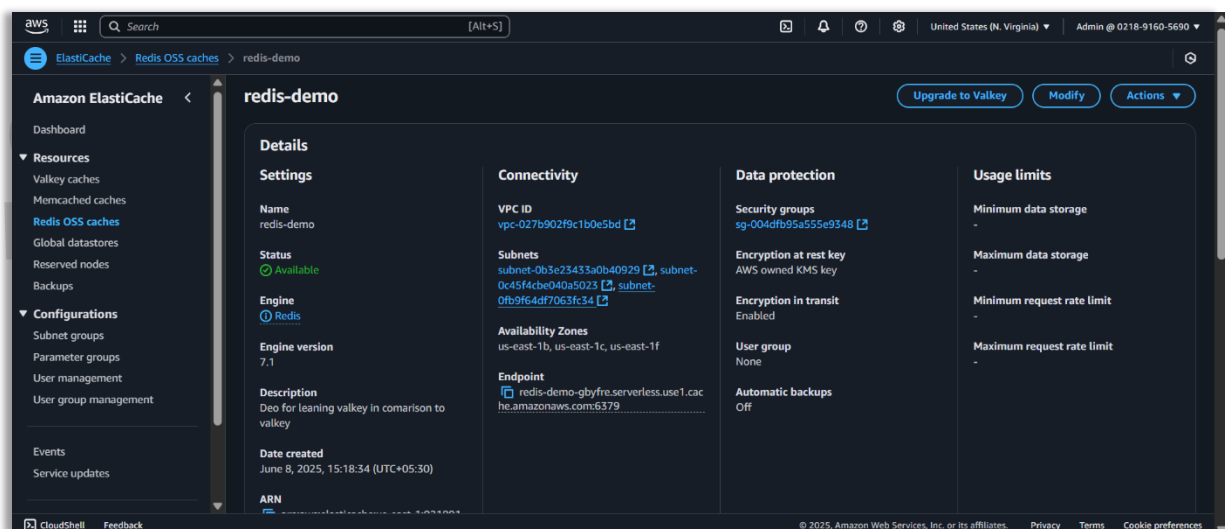 aws
Search
[Alt+S]
United States (N. Virginia)
Admin @ 0218-9160-5690
ElastiCache > Redis OSS caches > redis-demo
Amazon ElastiCache
Dashboard
Resources
Valkey caches
Memcached caches
Redis OSS caches
Global datastores
Reserved nodes
Backups
Configurations
Subnet groups
Parameter groups
User management
User group management
Events
Service updates
redis-demo
Upgrade to Valkey
Modify
Actions
Details
Settings
Name
redis-demo
Status
Available
Engine
Redis
Engine version
7.1
Description
Deo for leaning valkey in comarison to
valkey
Date created
June 8, 2025, 15:18:34 (UTC+05:30)
ARN
Connectivity
VPC ID
vpc-027b902f9c1b0e5bd
Subnets
subnet-0b3e23433a0b40929, subnet-
0c45f4cbe040a5023, subnet-
0fb9f64df7063fc34
Availability Zones
us-east-1b, us-east-1c, us-east-1f
Endpoint
redis-demo-gbyfre.serverless.use1.cac
he.amazonaws.com:6379
Data protection
Security groups
sg-004dfb95a555e9348
Encryption at rest key
AWS owned KMS key
Encryption in transit
Enabled
User group
None
Automatic backups
Off
Usage limits
Minimum data storage
-
Maximum data storage
-
Minimum request rate limit
-
Maximum request rate limit
-
CloudShell
Feedback
© 2025, Amazon Web Services, Inc. or its affiliates.
Privacy
Terms
Cookie preferences